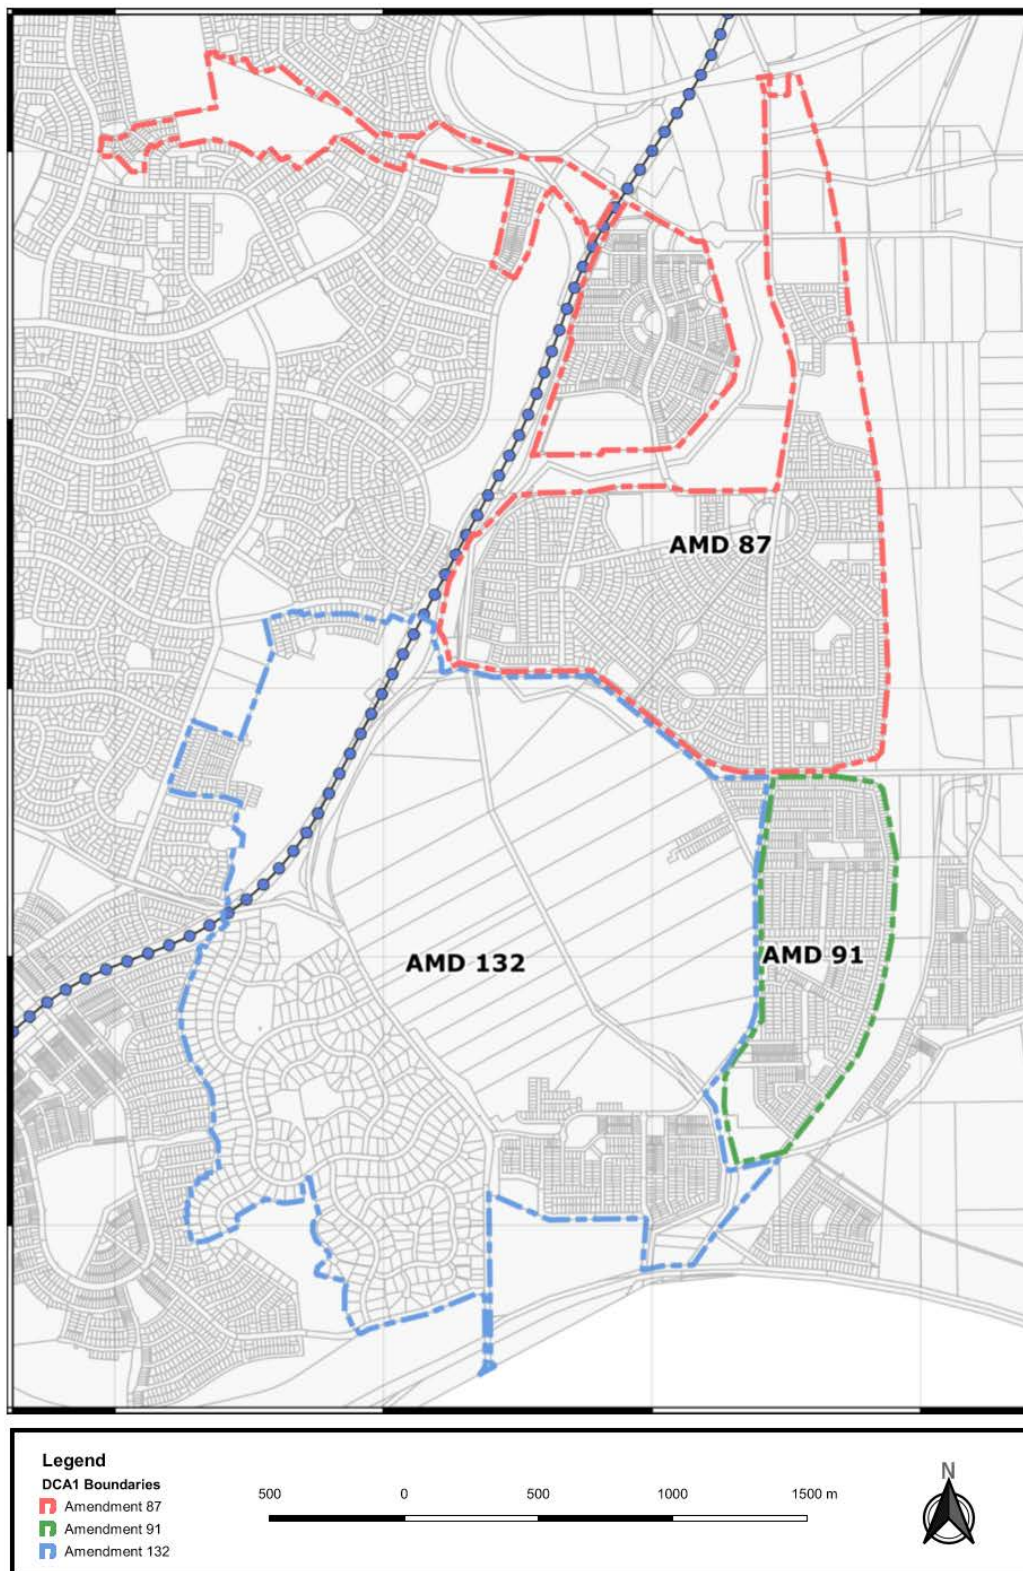 AMD 87
AMD 132
AMD 91
Legend
DCA1 Boundaries
Amendment 87
Amendment 91
Amendment 132
500 0 500 1000 1500 m
N